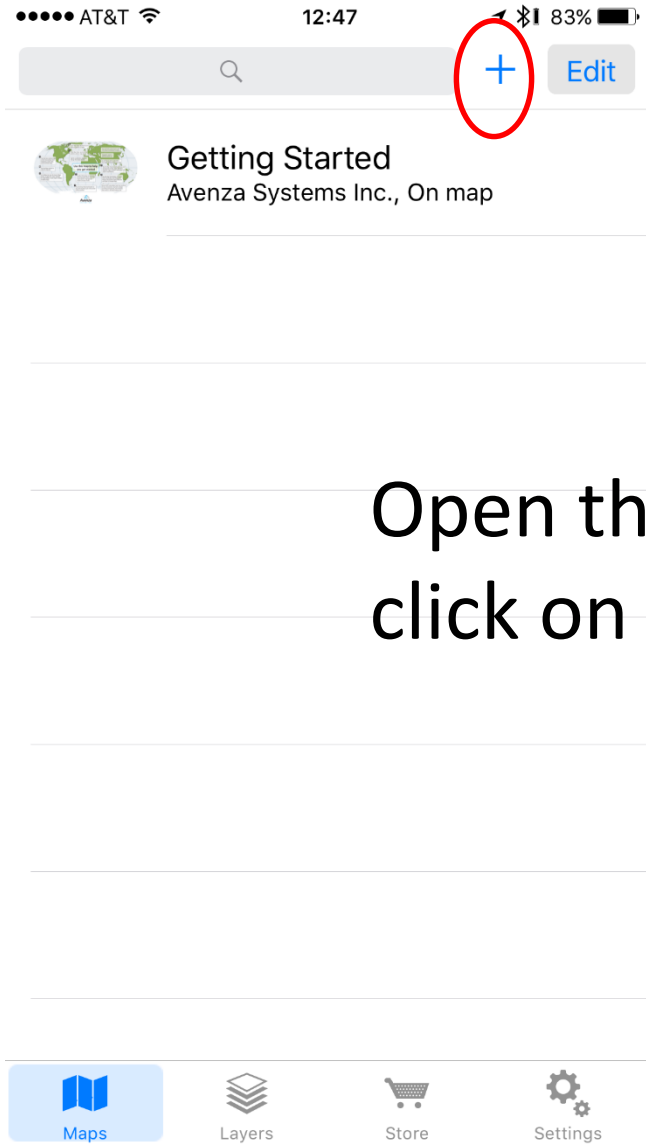 AT&T 12:47 83%
Edit
Getting Started
Avenza Systems Inc., On map
Open th
click on
Maps Layers Store Settings